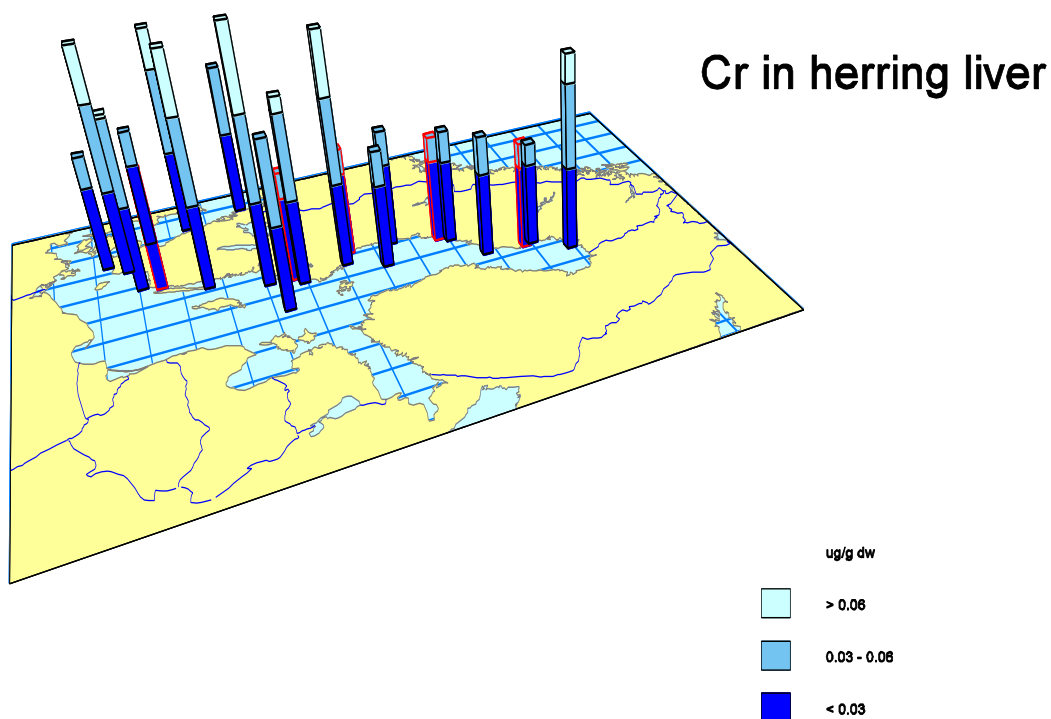 Cr in herring liver
ug/g dw
> 0.06
0.03 - 0.06
< 0.03